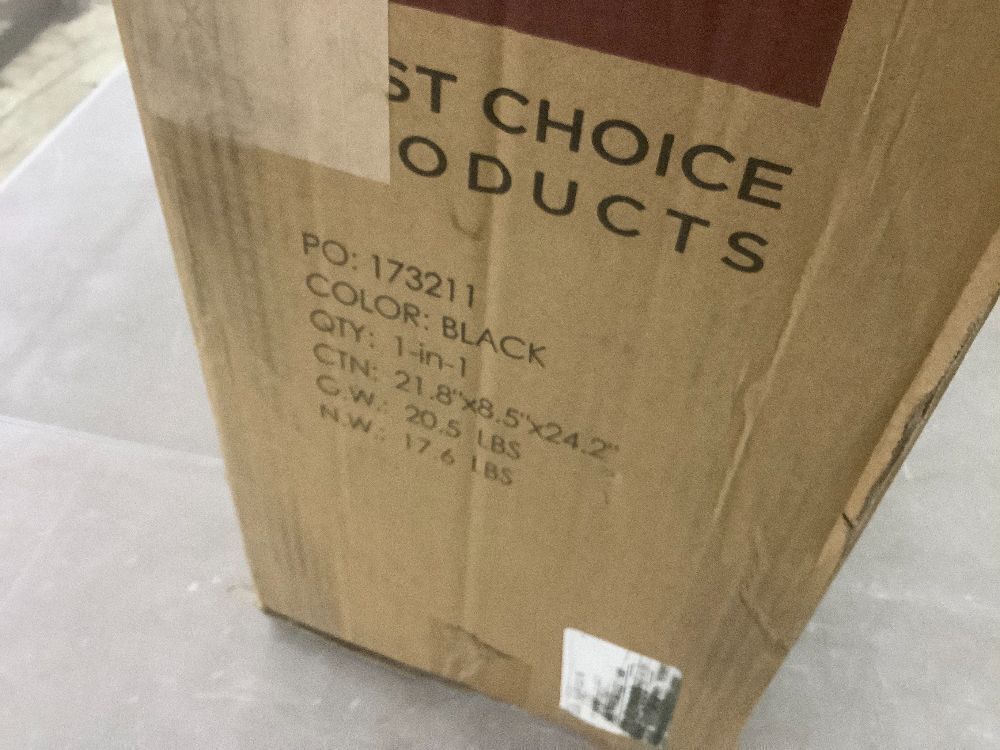 ST CHOICE
ODUCTS
PO: 173211
COLOR: BLACK
QTY: 1-in-1
CTN: 21.8"x8.5"x24.2"
G.W.: 20.5 LBS
N.W.: 17.6 LBS